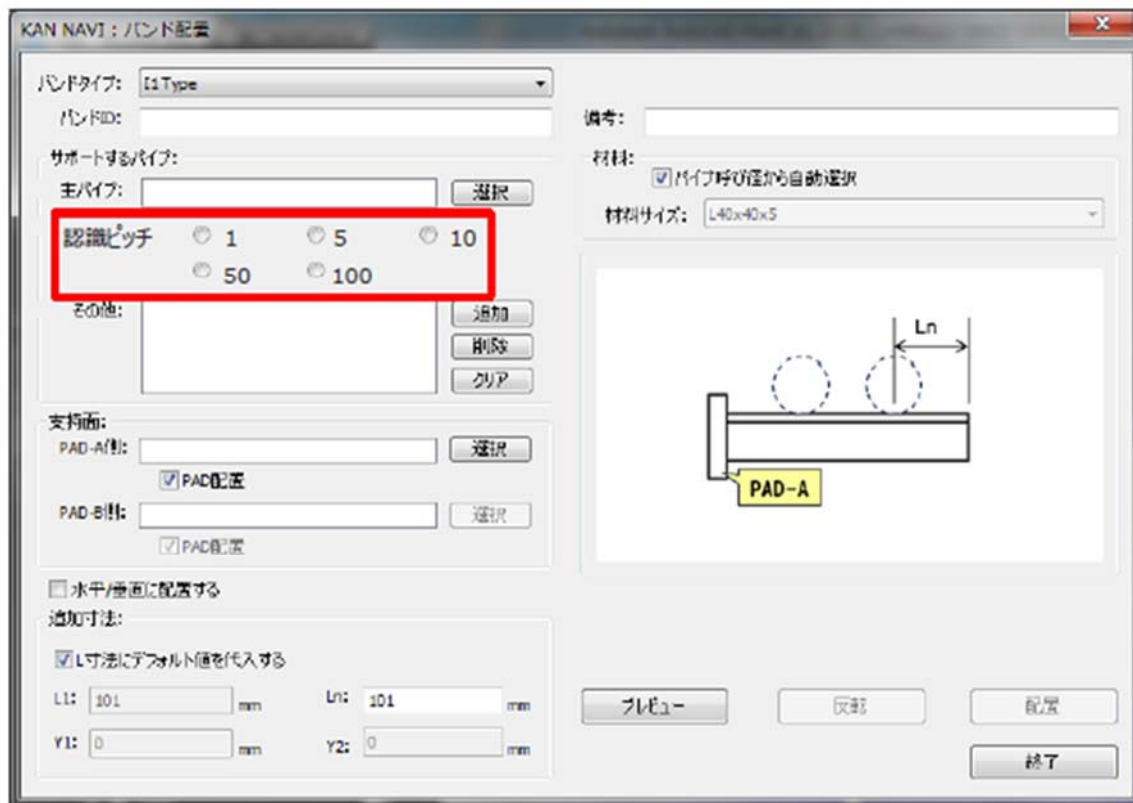 KAN NAVI：バンド配置
バンドタイプ: I1Type
バンドID:
備考:
サポートするパイプ:
主パイプ: 選択
認識ピッチ 1 5 10
50 100
その他: 追加
削除
クリア
材料:
パイプ呼び径から自動選択
材料サイズ: L40x40x5
Ln
PAD-A
支持面:
PAD-A側: 選択
PAD配置
PAD-B側: 選択
PAD配置
水平/垂直に配置する
追加寸法:
L寸法にデフォルト値を代入する
L1: 101 mm Ln: 101 mm
Y1: 0 mm Y2: 0 mm
プレビュー 反転 配置
終了